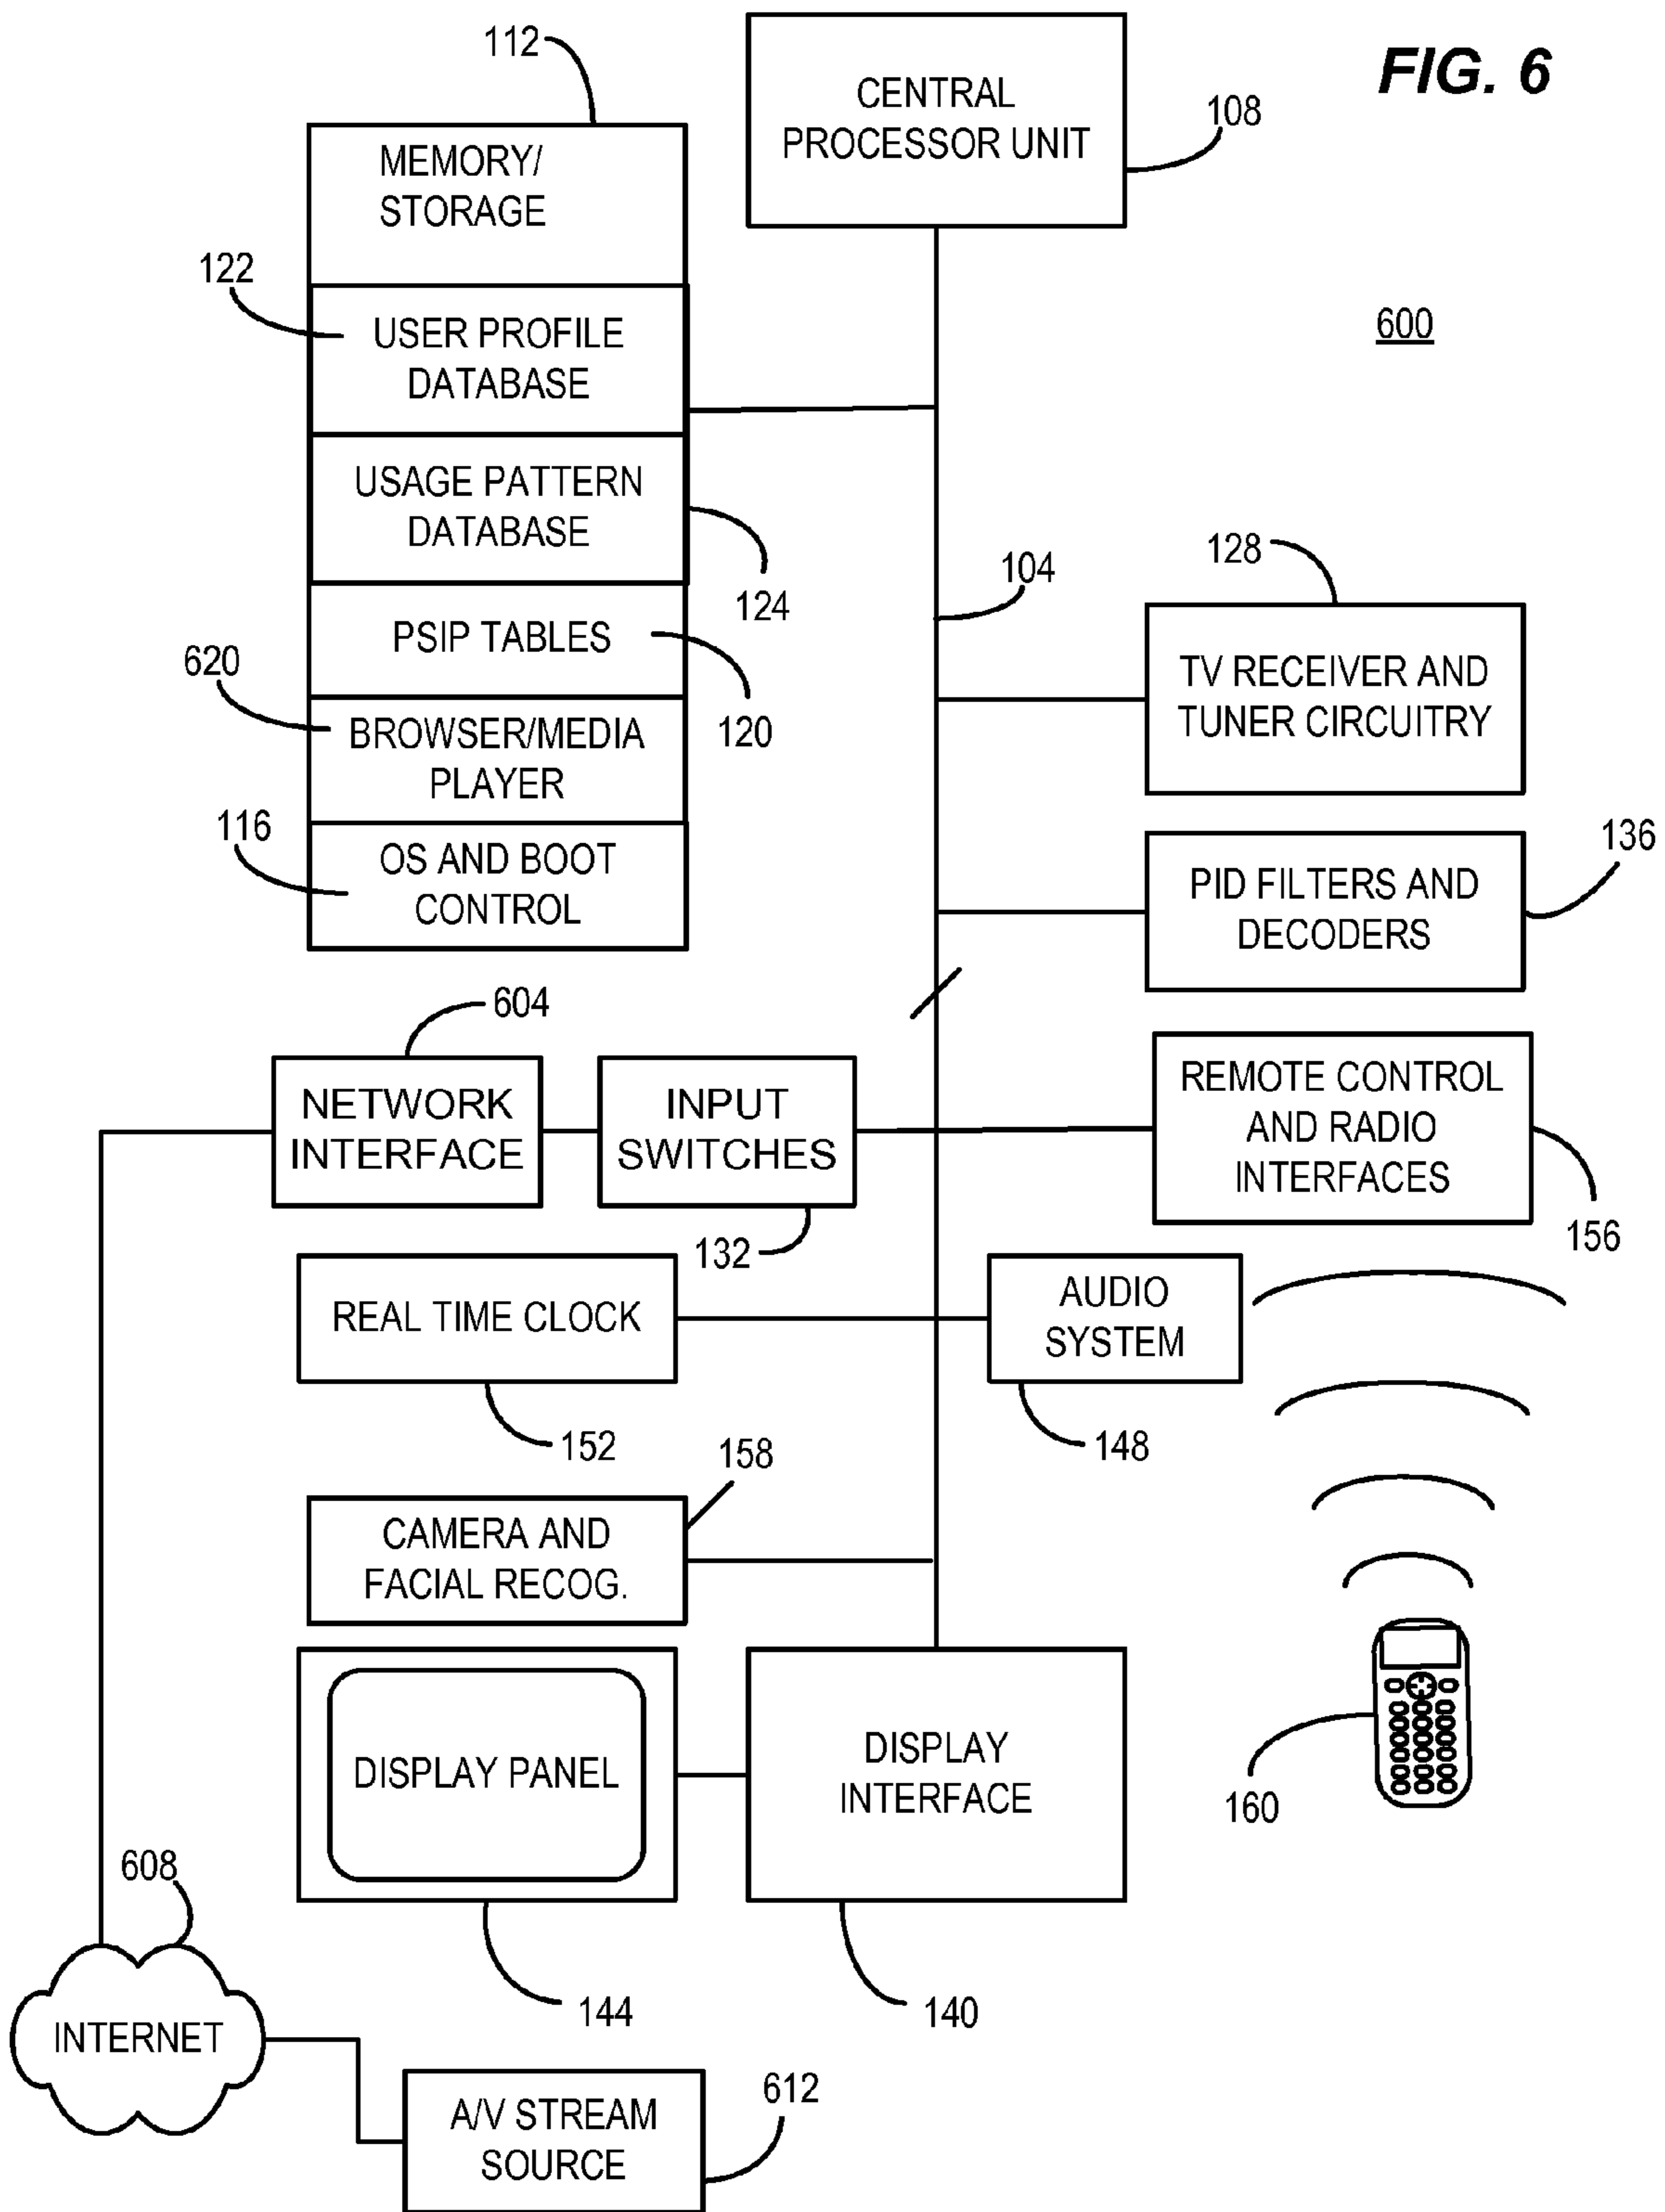 FIG. 6
112
CENTRAL
PROCESSOR UNIT
108
MEMORY/
STORAGE
122
USER PROFILE
DATABASE
600
USAGE PATTERN
DATABASE
124
104
128
PSIP TABLES
120
620
TV RECEIVER AND
TUNER CIRCUITRY
BROWSER/MEDIA
PLAYER
116
OS AND BOOT
CONTROL
136
PID FILTERS AND
DECODERS
604
NETWORK
INTERFACE
INPUT
SWITCHES
132
REMOTE CONTROL
AND RADIO
INTERFACES
156
REAL TIME CLOCK
152
AUDIO
SYSTEM
148
158
CAMERA AND
FACIAL RECOG.
DISPLAY PANEL
144
DISPLAY
INTERFACE
140
160
608
INTERNET
A/V STREAM
SOURCE
612